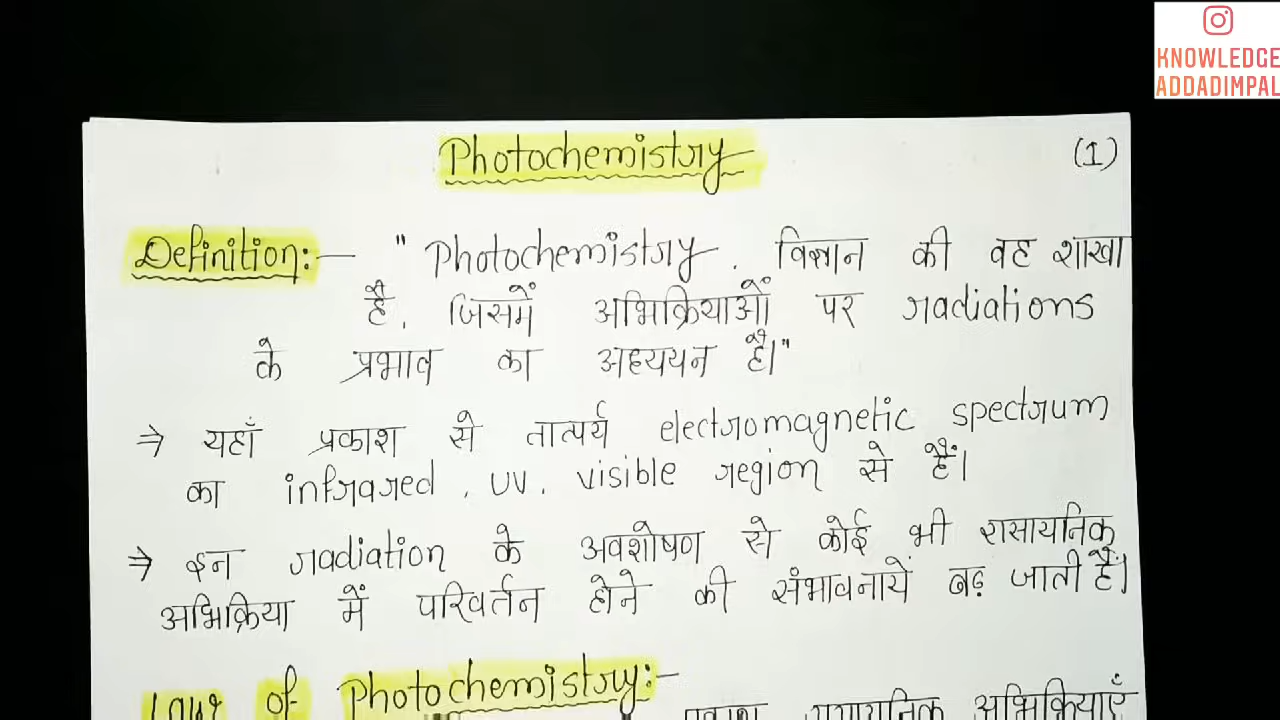 KNOWLEDGE
ADDADIMPAL
Photochemistry (1)
Definition:— " Photochemistry, विज्ञान की वह शाखा
है, जिसमें अभिक्रियाओं पर radiations
के प्रभाव का अध्ययन है।"
⇒ यहाँ प्रकाश से तात्पर्य electromagnetic spectrum
का infrared, UV, visible region से हैं।
⇒ इन radiation के अवशोषण से कोई भी रासायनिक
अभिक्रिया में परिवर्तन होने की संभावनायें बढ़ जाती हैं।
Law of Photochemistry:— अभिक्रियाएँ